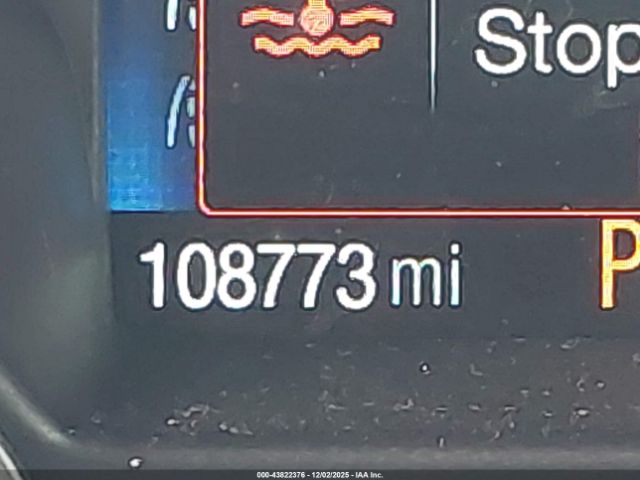 Stop
108773 mi
P
000-43822376 - 12/02/2025 - IAA Inc.